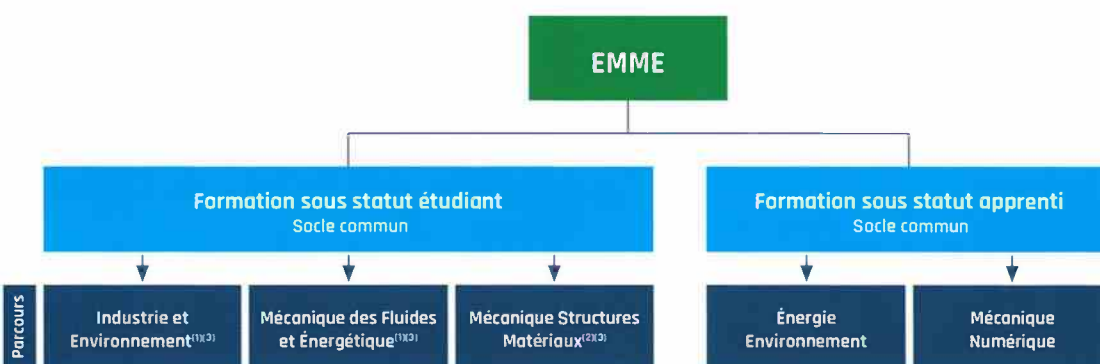 EMME
Formation sous statut étudiant
Socle commun
Formation sous statut apprenti
Socle commun
Parcours
Industrie et
Environnement(1)(3)
Mécanique des Fluides
et Énergétique(1)(3)
Mécanique Structures
Matériaux(2)(3)
Énergie
Environnement
Mécanique
Numérique